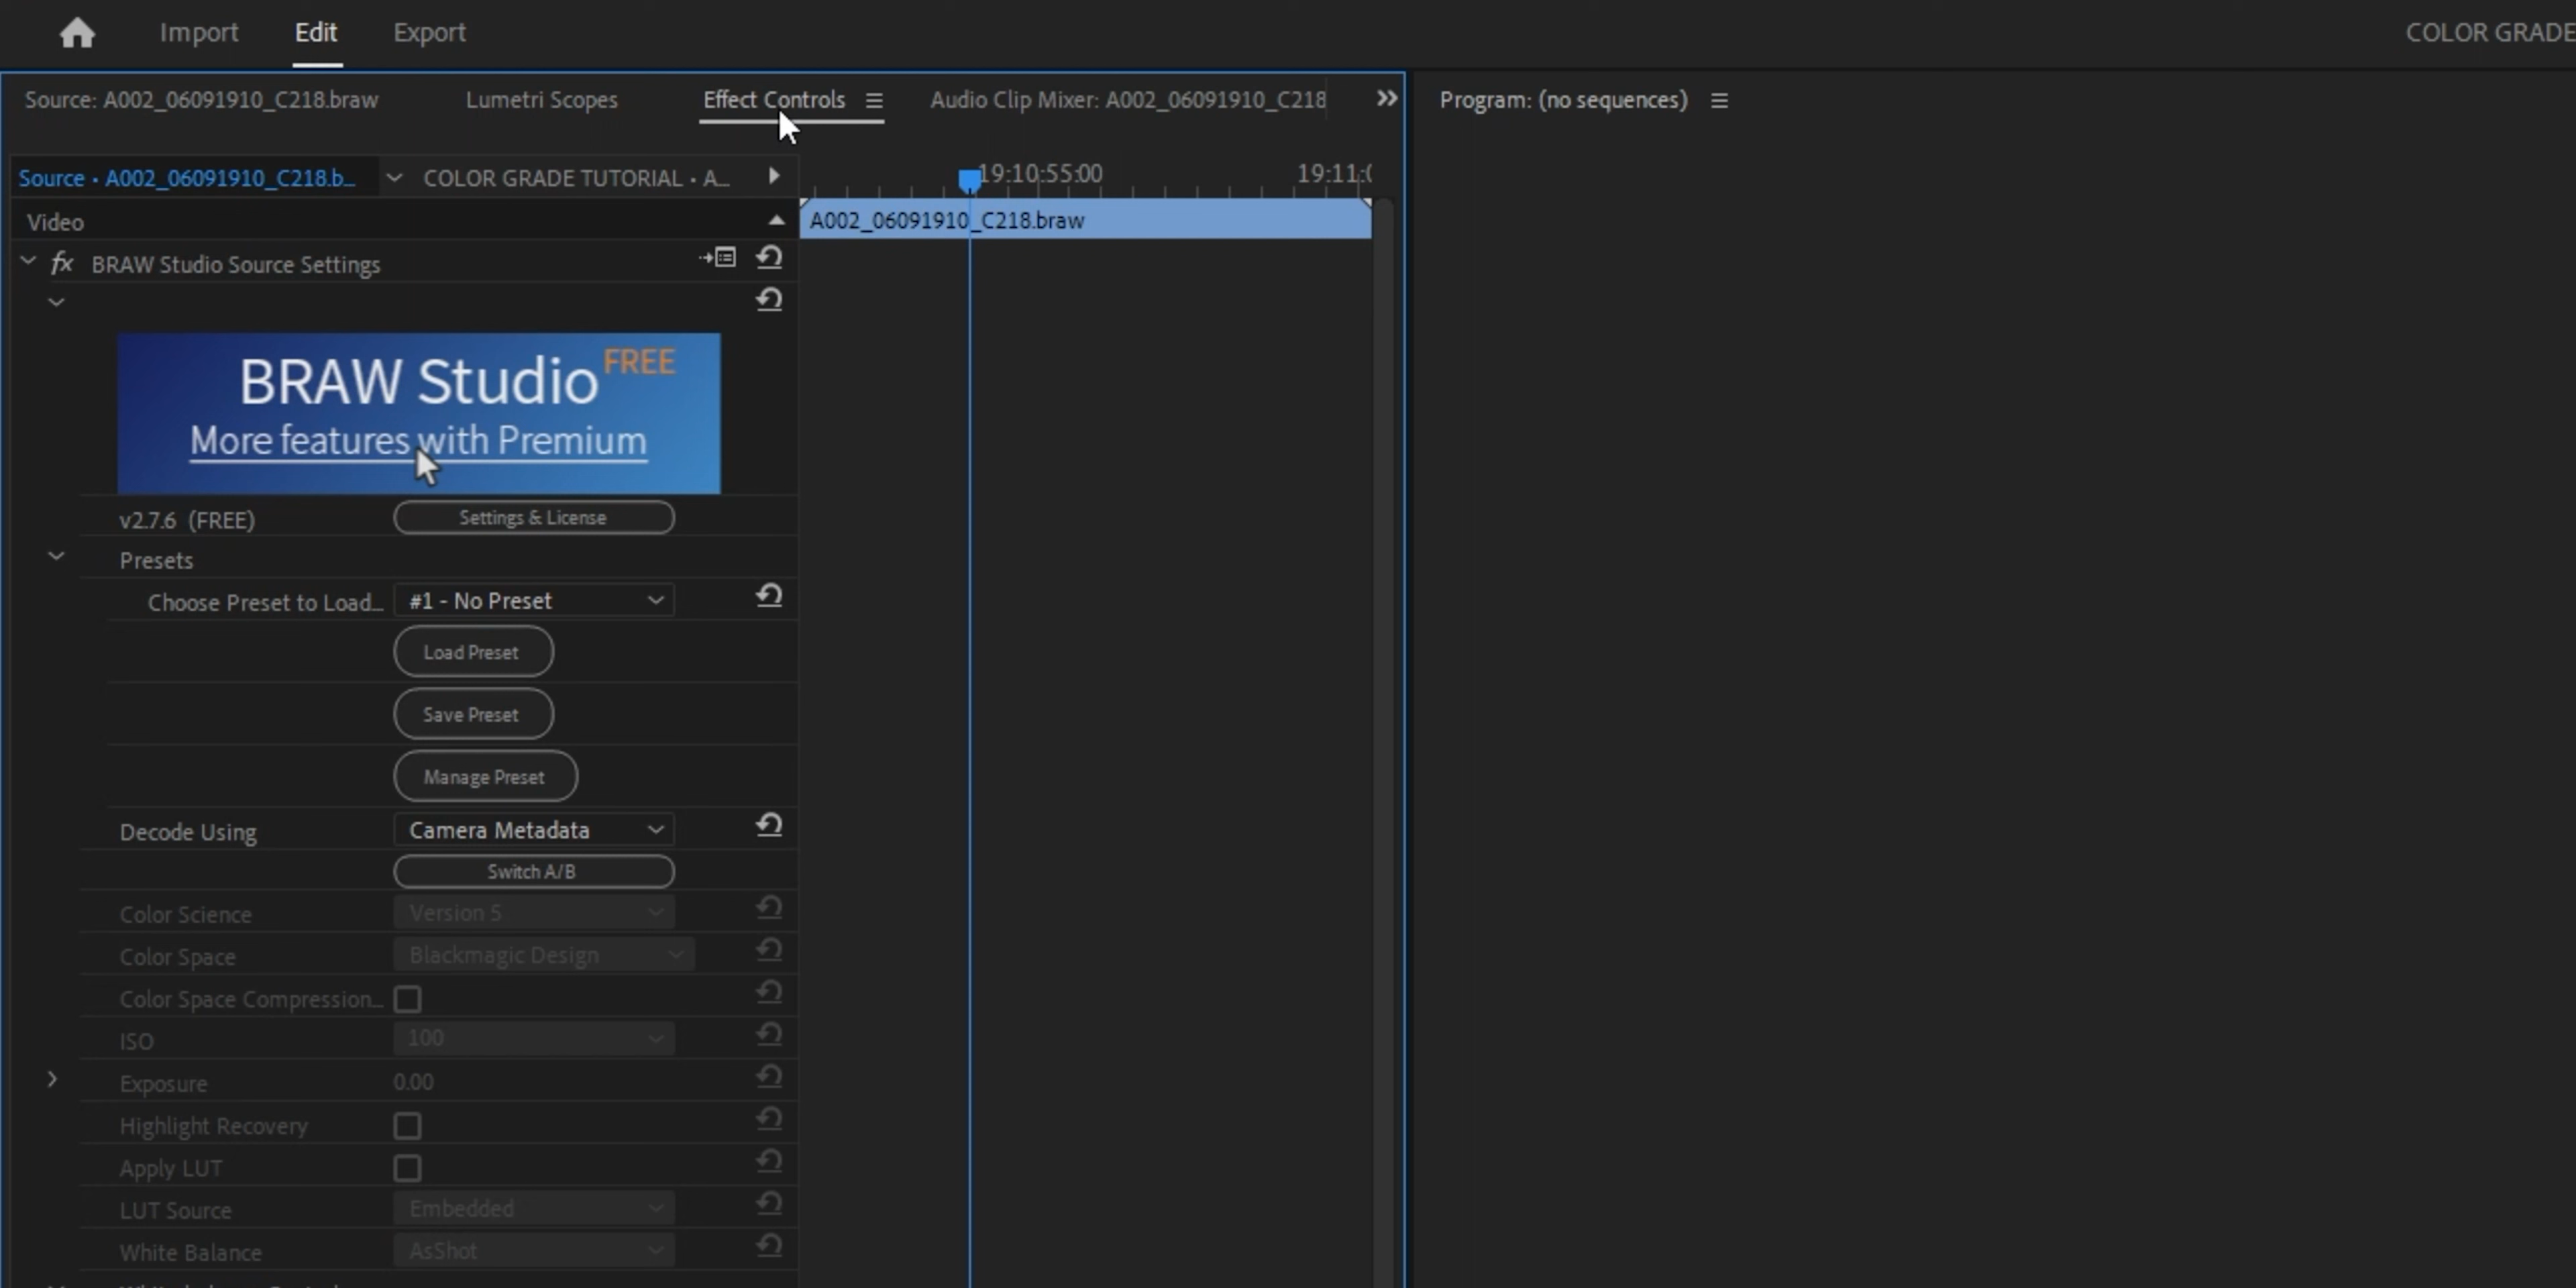 Import Edit Export COLOR GRADE
Source: A002_06091910_C218.braw Lumetri Scopes Effect Controls Audio Clip Mixer: A002_06091910_C218 Program: (no sequences)
Source • A002_06091910_C218.b... COLOR GRADE TUTORIAL • A... 19:10:55:00 19:11:0
Video A002_06091910_C218.braw
fx BRAW Studio Source Settings
BRAW Studio FREE
More features with Premium
v2.7.6 (FREE) Settings & License
Presets
Choose Preset to Load... #1 - No Preset
Load Preset
Save Preset
Manage Preset
Decode Using Camera Metadata
Switch A/B
Color Science Version 5
Color Space Blackmagic Design
Color Space Compression...
ISO 100
Exposure 0.00
Highlight Recovery
Apply LUT
LUT Source Embedded
White Balance AsShot